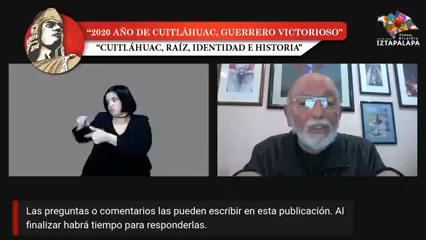 “2020 AÑO DE CUITLÁHUAC, GUERRERO VICTORIOSO”
“CUITLÁHUAC, RAÍZ, IDENTIDAD E HISTORIA”
Alcaldía
IZTAPALAPA
Las preguntas o comentarios las pueden escribir en esta publicación. Al
finalizar habrá tiempo para responderlas.